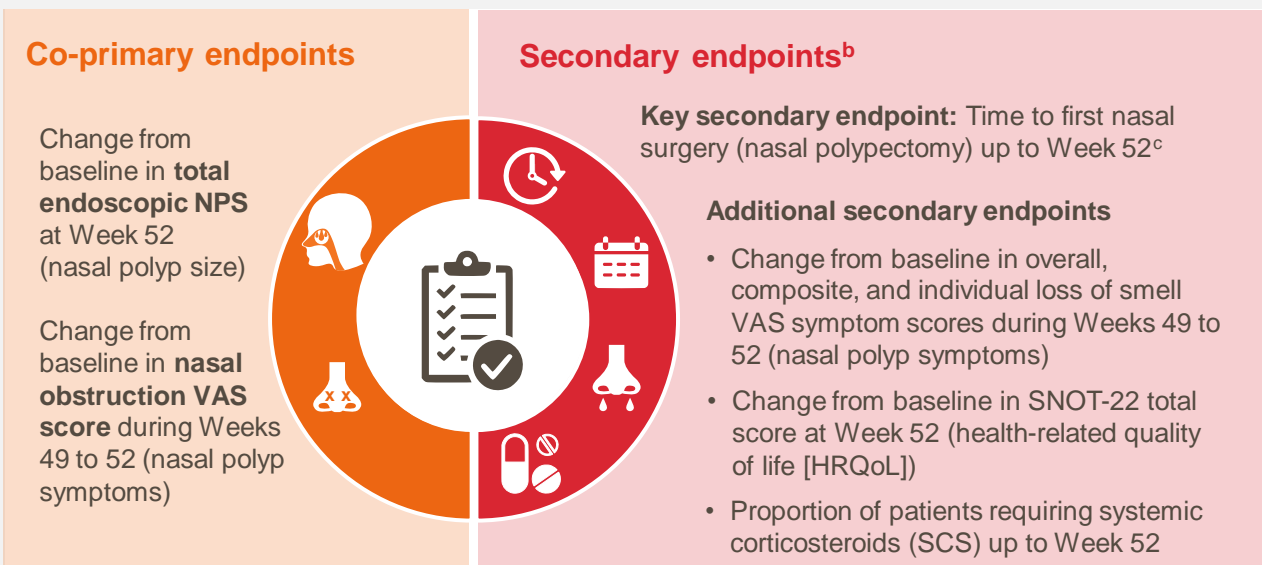 Co-primary endpoints
Change from
baseline in total
endoscopic NPS
at Week 52
(nasal polyp size)
Change from
baseline in nasal
obstruction VAS
score during Weeks
49 to 52 (nasal polyp
symptoms)
x x
Secondary endpointsᵇ
Key secondary endpoint: Time to first nasal
surgery (nasal polypectomy) up to Week 52ᶜ
Additional secondary endpoints
• Change from baseline in overall,
composite, and individual loss of smell
VAS symptom scores during Weeks 49 to
52 (nasal polyp symptoms)
• Change from baseline in SNOT-22 total
score at Week 52 (health-related quality
of life [HRQoL])
• Proportion of patients requiring systemic
corticosteroids (SCS) up to Week 52